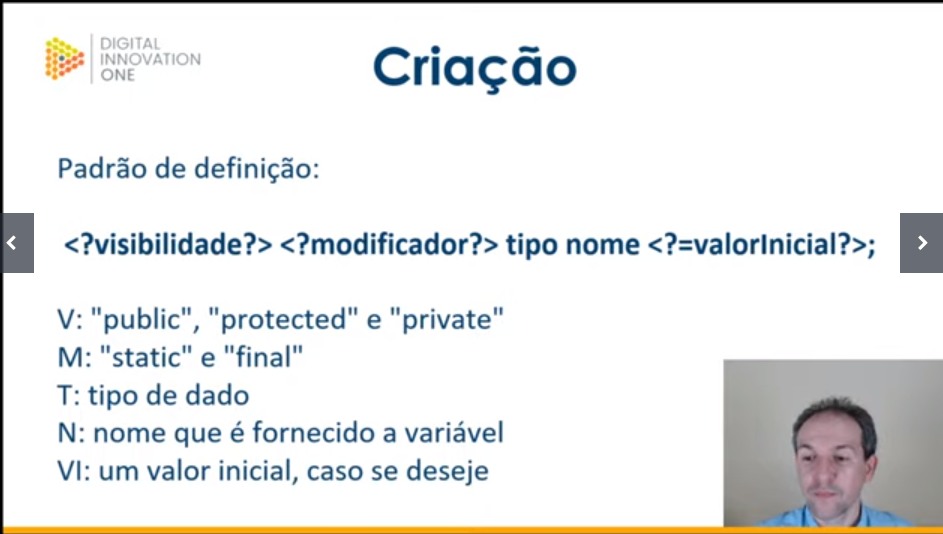 DIGITAL
INNOVATION
ONE
Criação
Padrão de definição:
<?visibilidade?> <?modificador?> tipo nome <?=valorInicial?>;
V: "public", "protected" e "private"
M: "static" e "final"
T: tipo de dado
N: nome que é fornecido a variável
VI: um valor inicial, caso se deseje